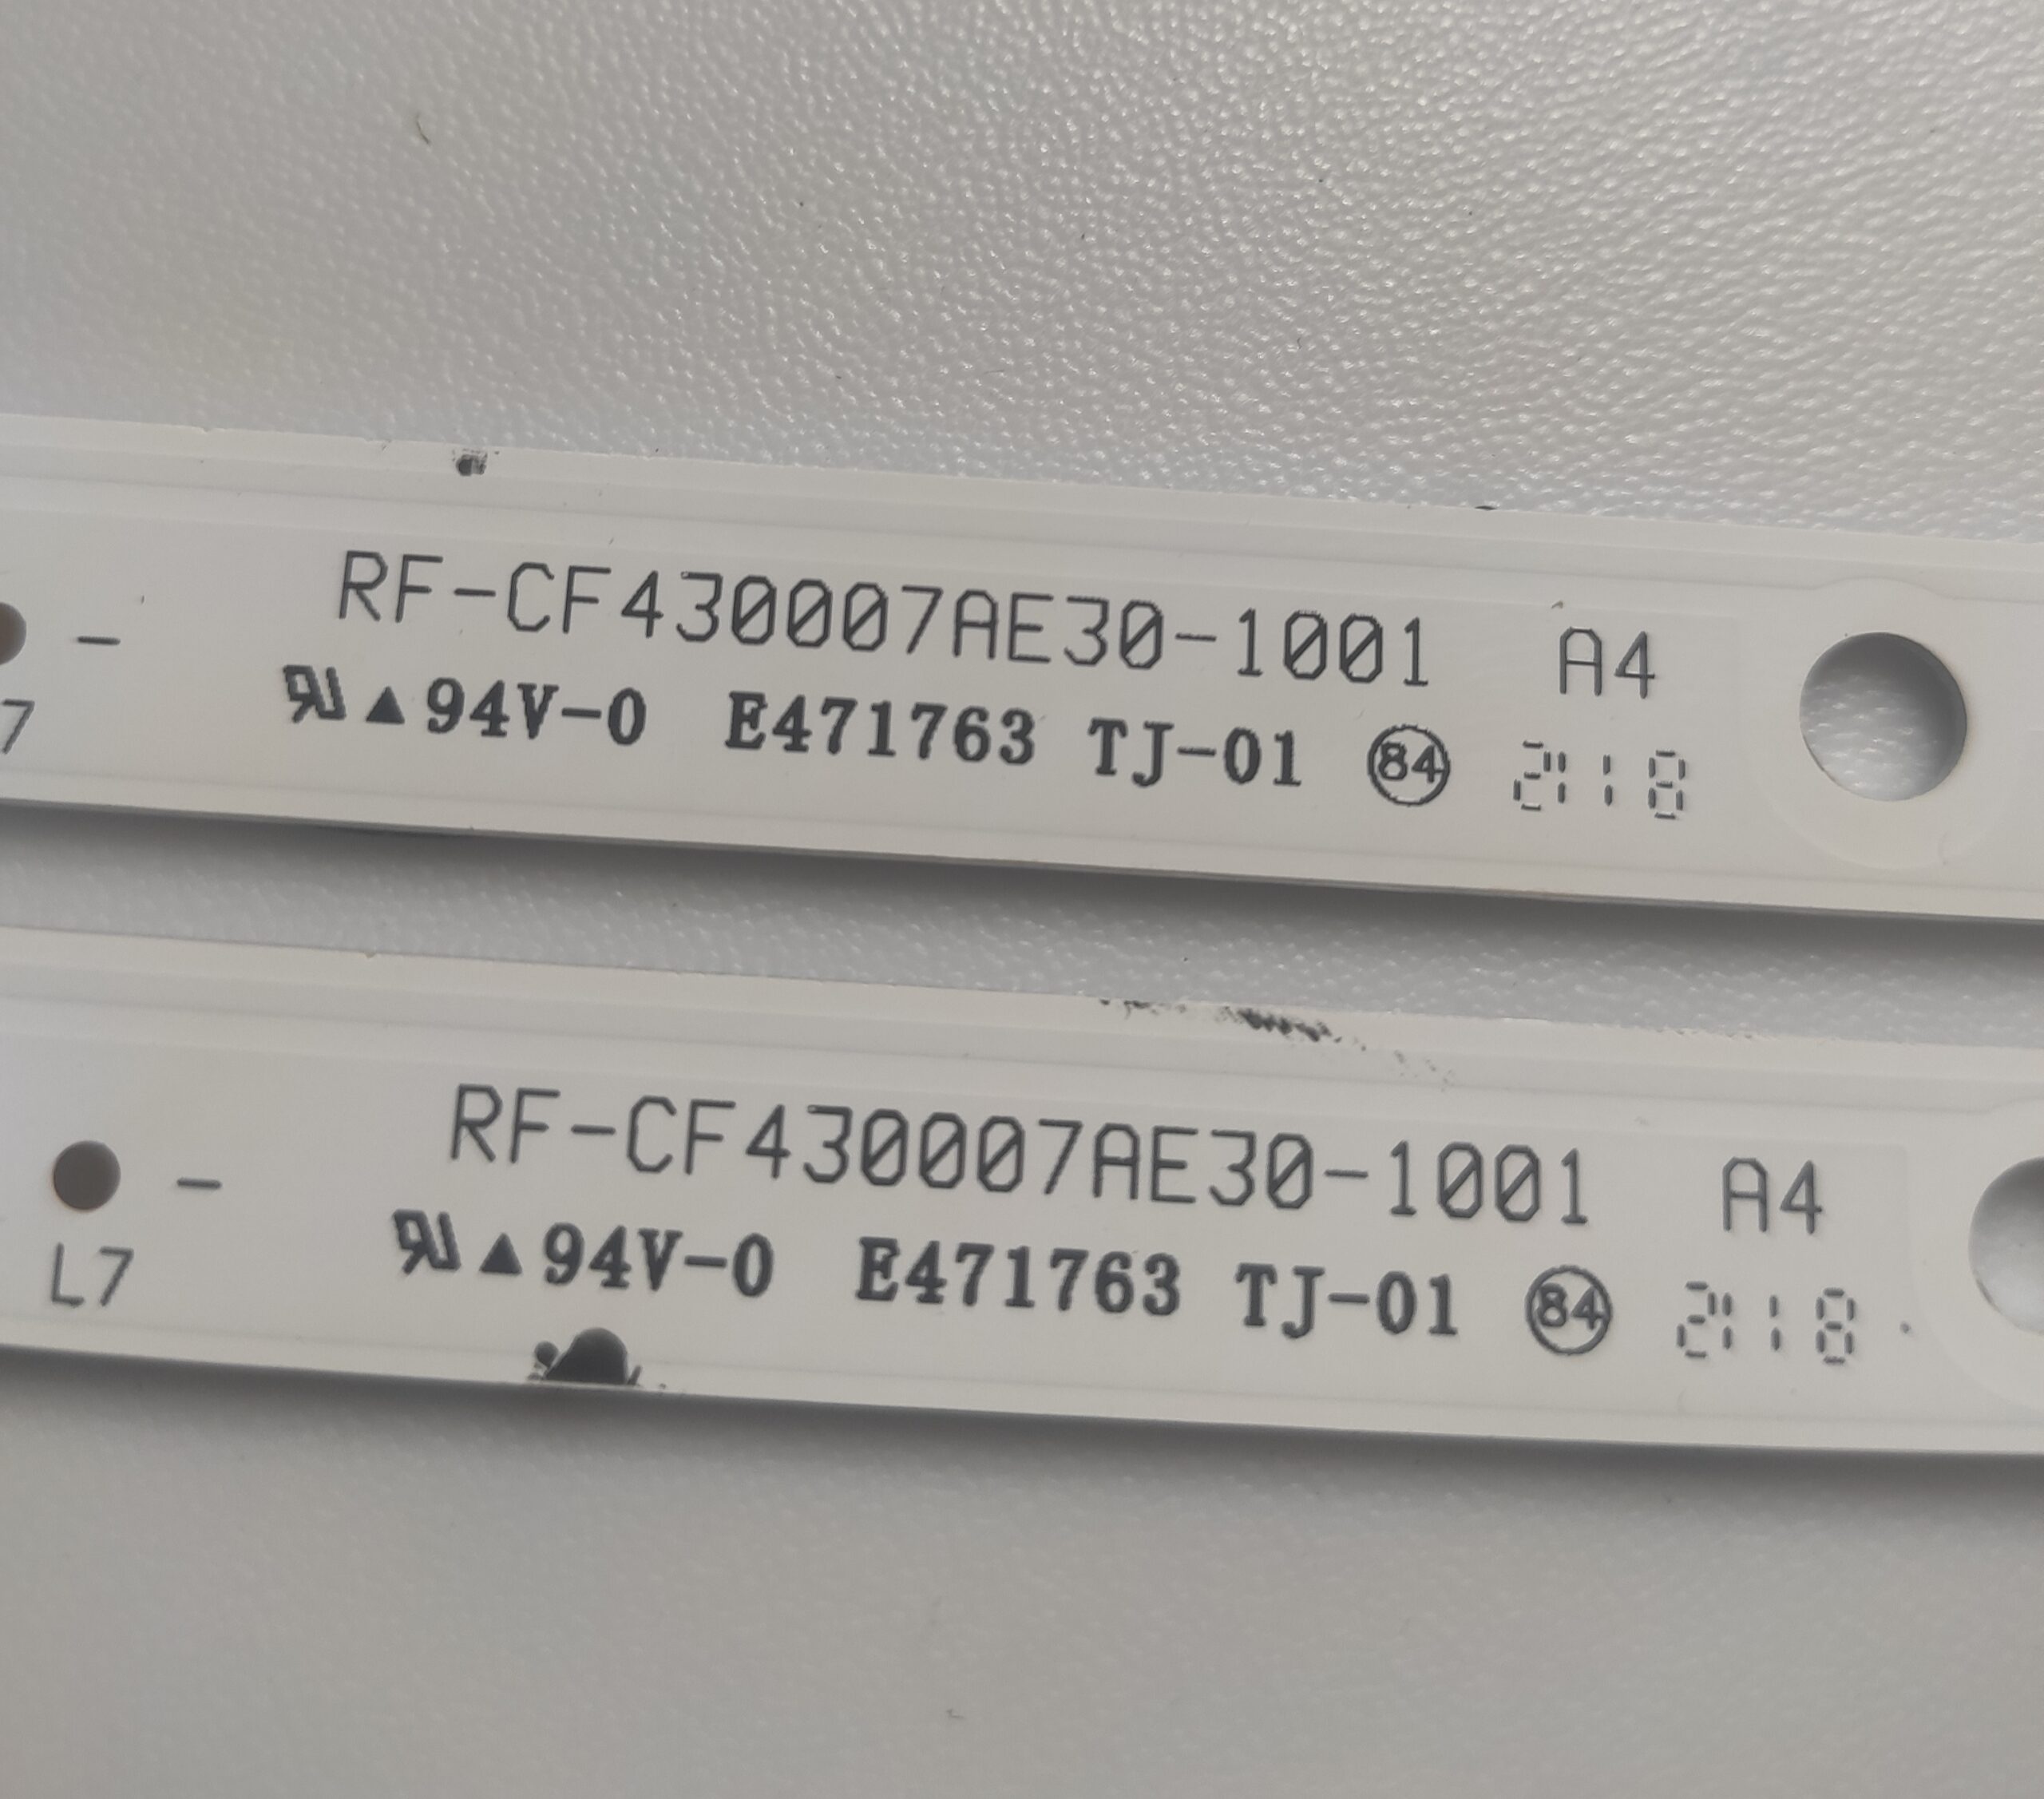 RF-CF430007AE30-1001 A4
▲94V-0 E471763 TJ-01 84 2118
7
RF-CF430007AE30-1001 A4
▲94V-0 E471763 TJ-01 84 2118
L7